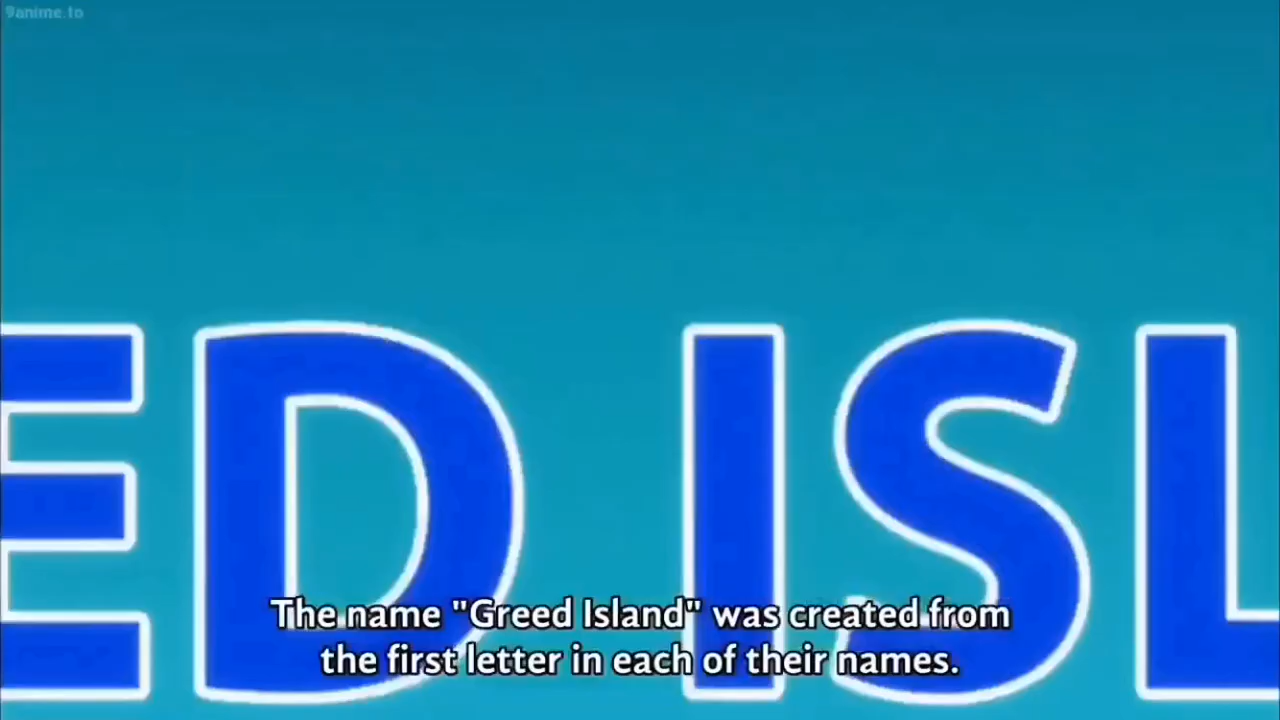 9anime.to
ED ISL
The name "Greed Island" was created from
the first letter in each of their names.